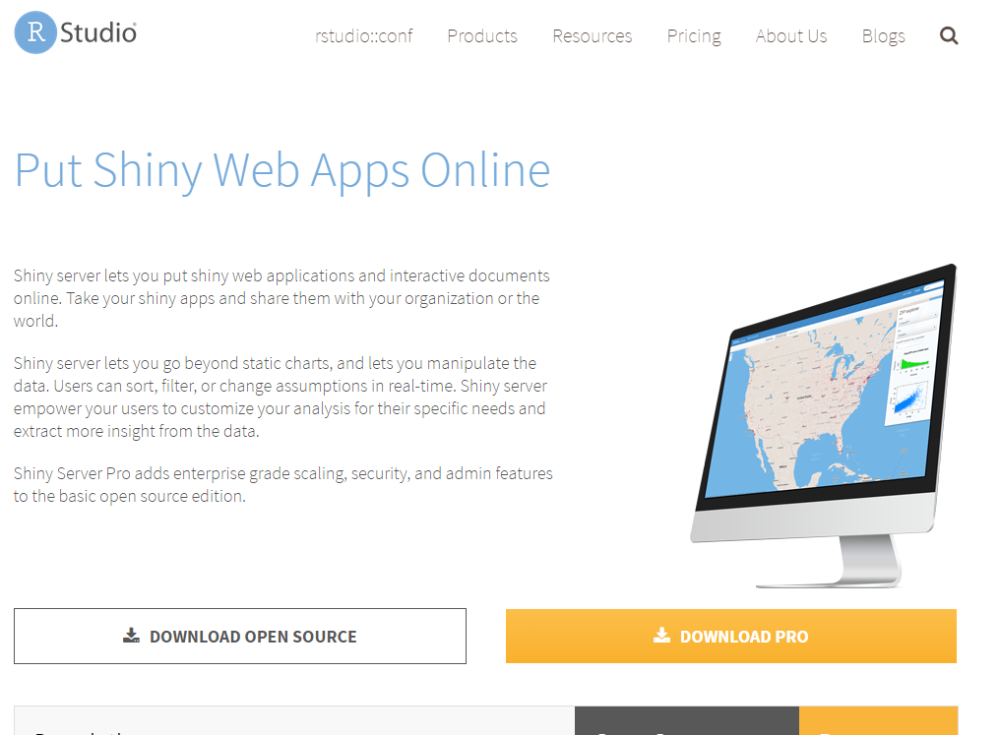 R Studio®
rstudio::conf Products Resources Pricing About Us Blogs
Put Shiny Web Apps Online
Shiny server lets you put shiny web applications and interactive documents
online. Take your shiny apps and share them with your organization or the
world.
Shiny server lets you go beyond static charts, and lets you manipulate the
data. Users can sort, filter, or change assumptions in real-time. Shiny server
empower your users to customize your analysis for their specific needs and
extract more insight from the data.
Shiny Server Pro adds enterprise grade scaling, security, and admin features
to the basic open source edition.
ZIP explorer
DOWNLOAD OPEN SOURCE
DOWNLOAD PRO